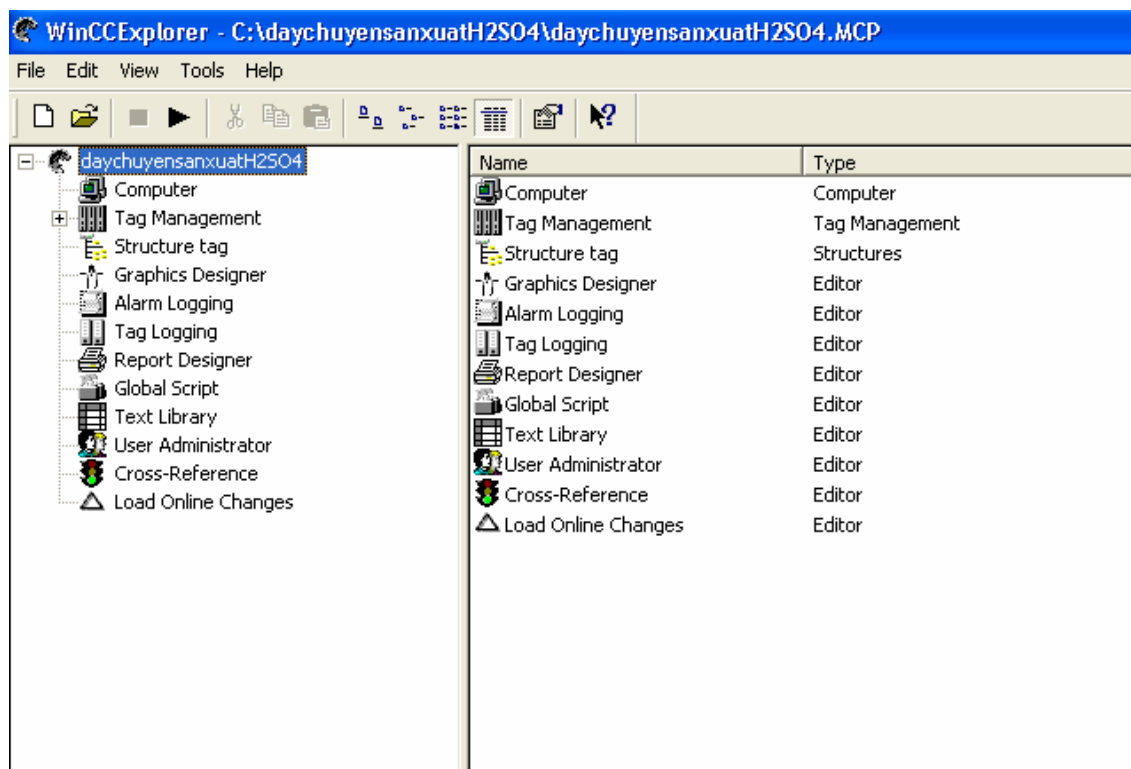 WinCCExplorer - C:\daychuyensanxuatH2SO4\daychuyensanxuatH2SO4.MCP
File Edit View Tools Help
daychuyensanxuatH2SO4
Computer
Tag Management
Structure tag
Graphics Designer
Alarm Logging
Tag Logging
Report Designer
Global Script
Text Library
User Administrator
Cross-Reference
Load Online Changes
Name Type
Computer Computer
Tag Management Tag Management
Structure tag Structures
Graphics Designer Editor
Alarm Logging Editor
Tag Logging Editor
Report Designer Editor
Global Script Editor
Text Library Editor
User Administrator Editor
Cross-Reference Editor
Load Online Changes Editor